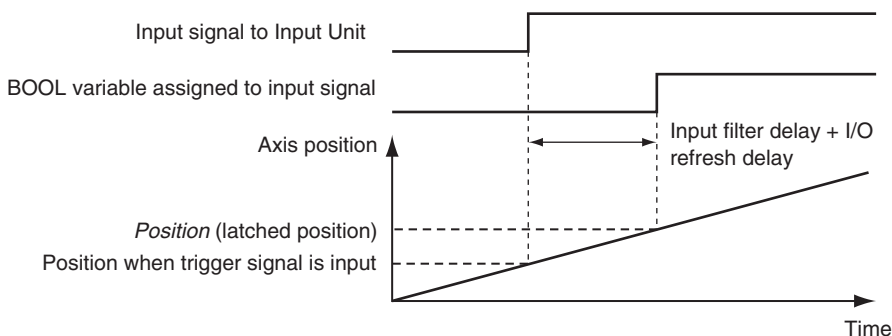 Input signal to Input Unit
BOOL variable assigned to input signal
Input filter delay + I/O
refresh delay
Axis position
Position (latched position)
Position when trigger signal is input
Time